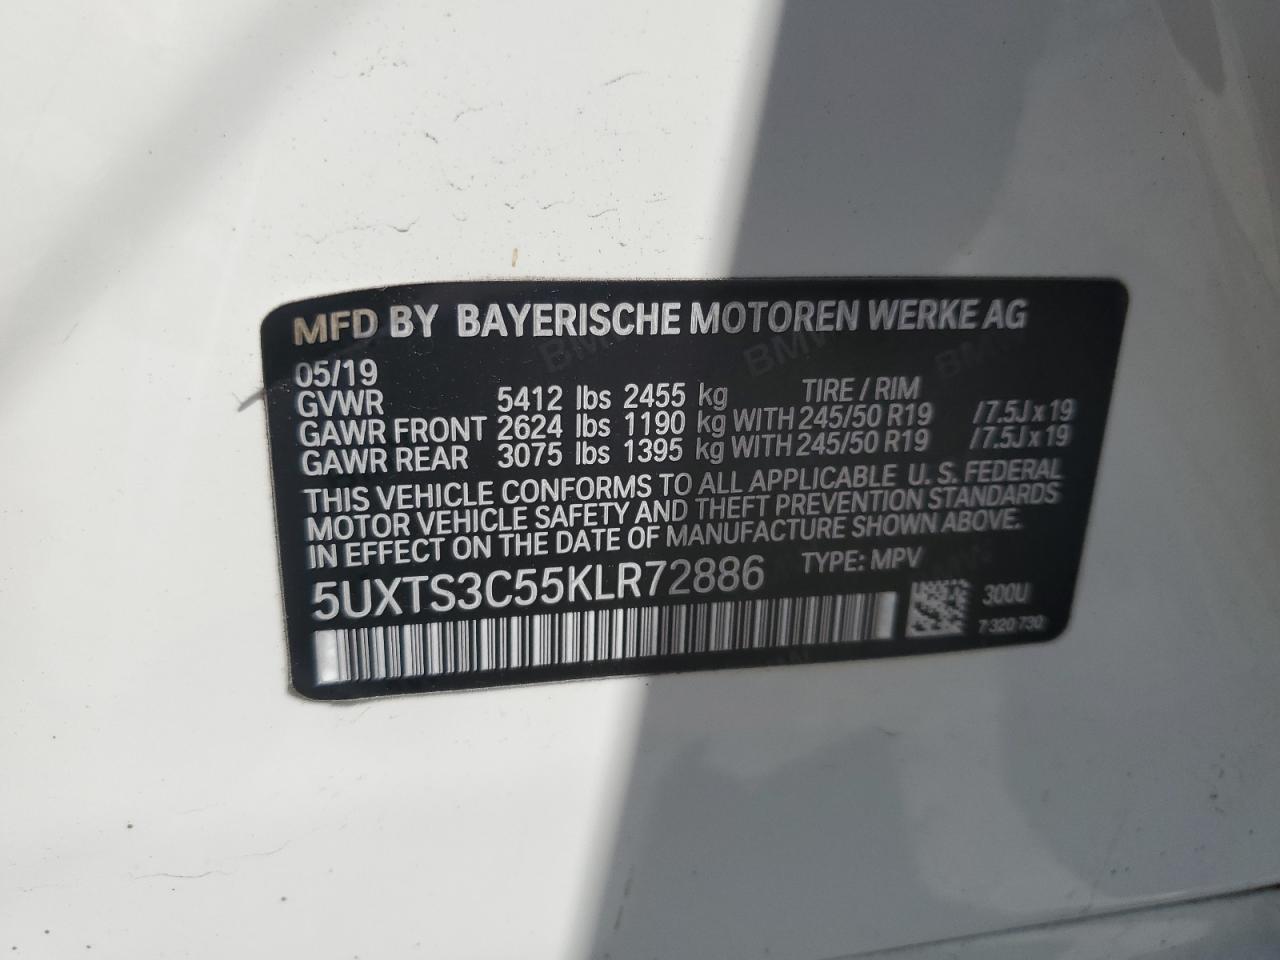 MFD BY BAYERISCHE MOTOREN WERKE AG
05/19
GVWR 5412 lbs 2455 kg TIRE / RIM
GAWR FRONT 2624 lbs 1190 kg WITH 245/50 R19 /7.5J x 19
GAWR REAR 3075 lbs 1395 kg WITH 245/50 R19 /7.5J x 19
THIS VEHICLE CONFORMS TO ALL APPLICABLE U. S. FEDERAL
MOTOR VEHICLE SAFETY AND THEFT PREVENTION STANDARDS
IN EFFECT ON THE DATE OF MANUFACTURE SHOWN ABOVE.
5UXTS3C55KLR72886 TYPE: MPV
300U
7 320 730